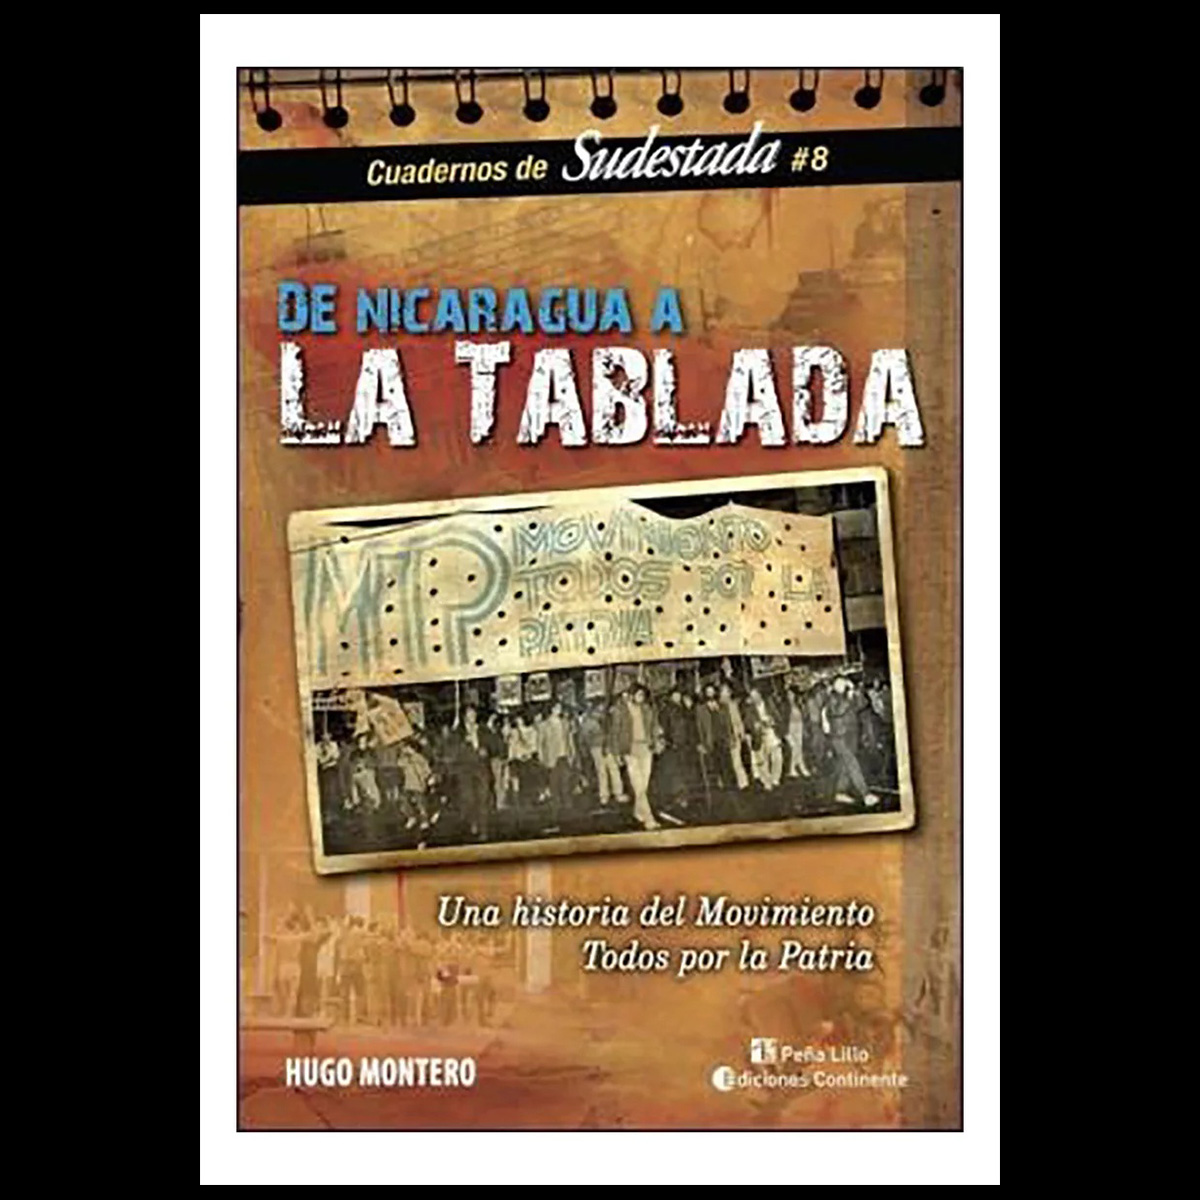 Cuadernos de Sudestada #8
DE NICARAGUA A
LA TABLADA
MTP MOVIMIENTO
TODOS POR LA
PATRIA
Una historia del Movimiento
Todos por la Patria
HUGO MONTERO
Peña Lillo
Ediciones Continente